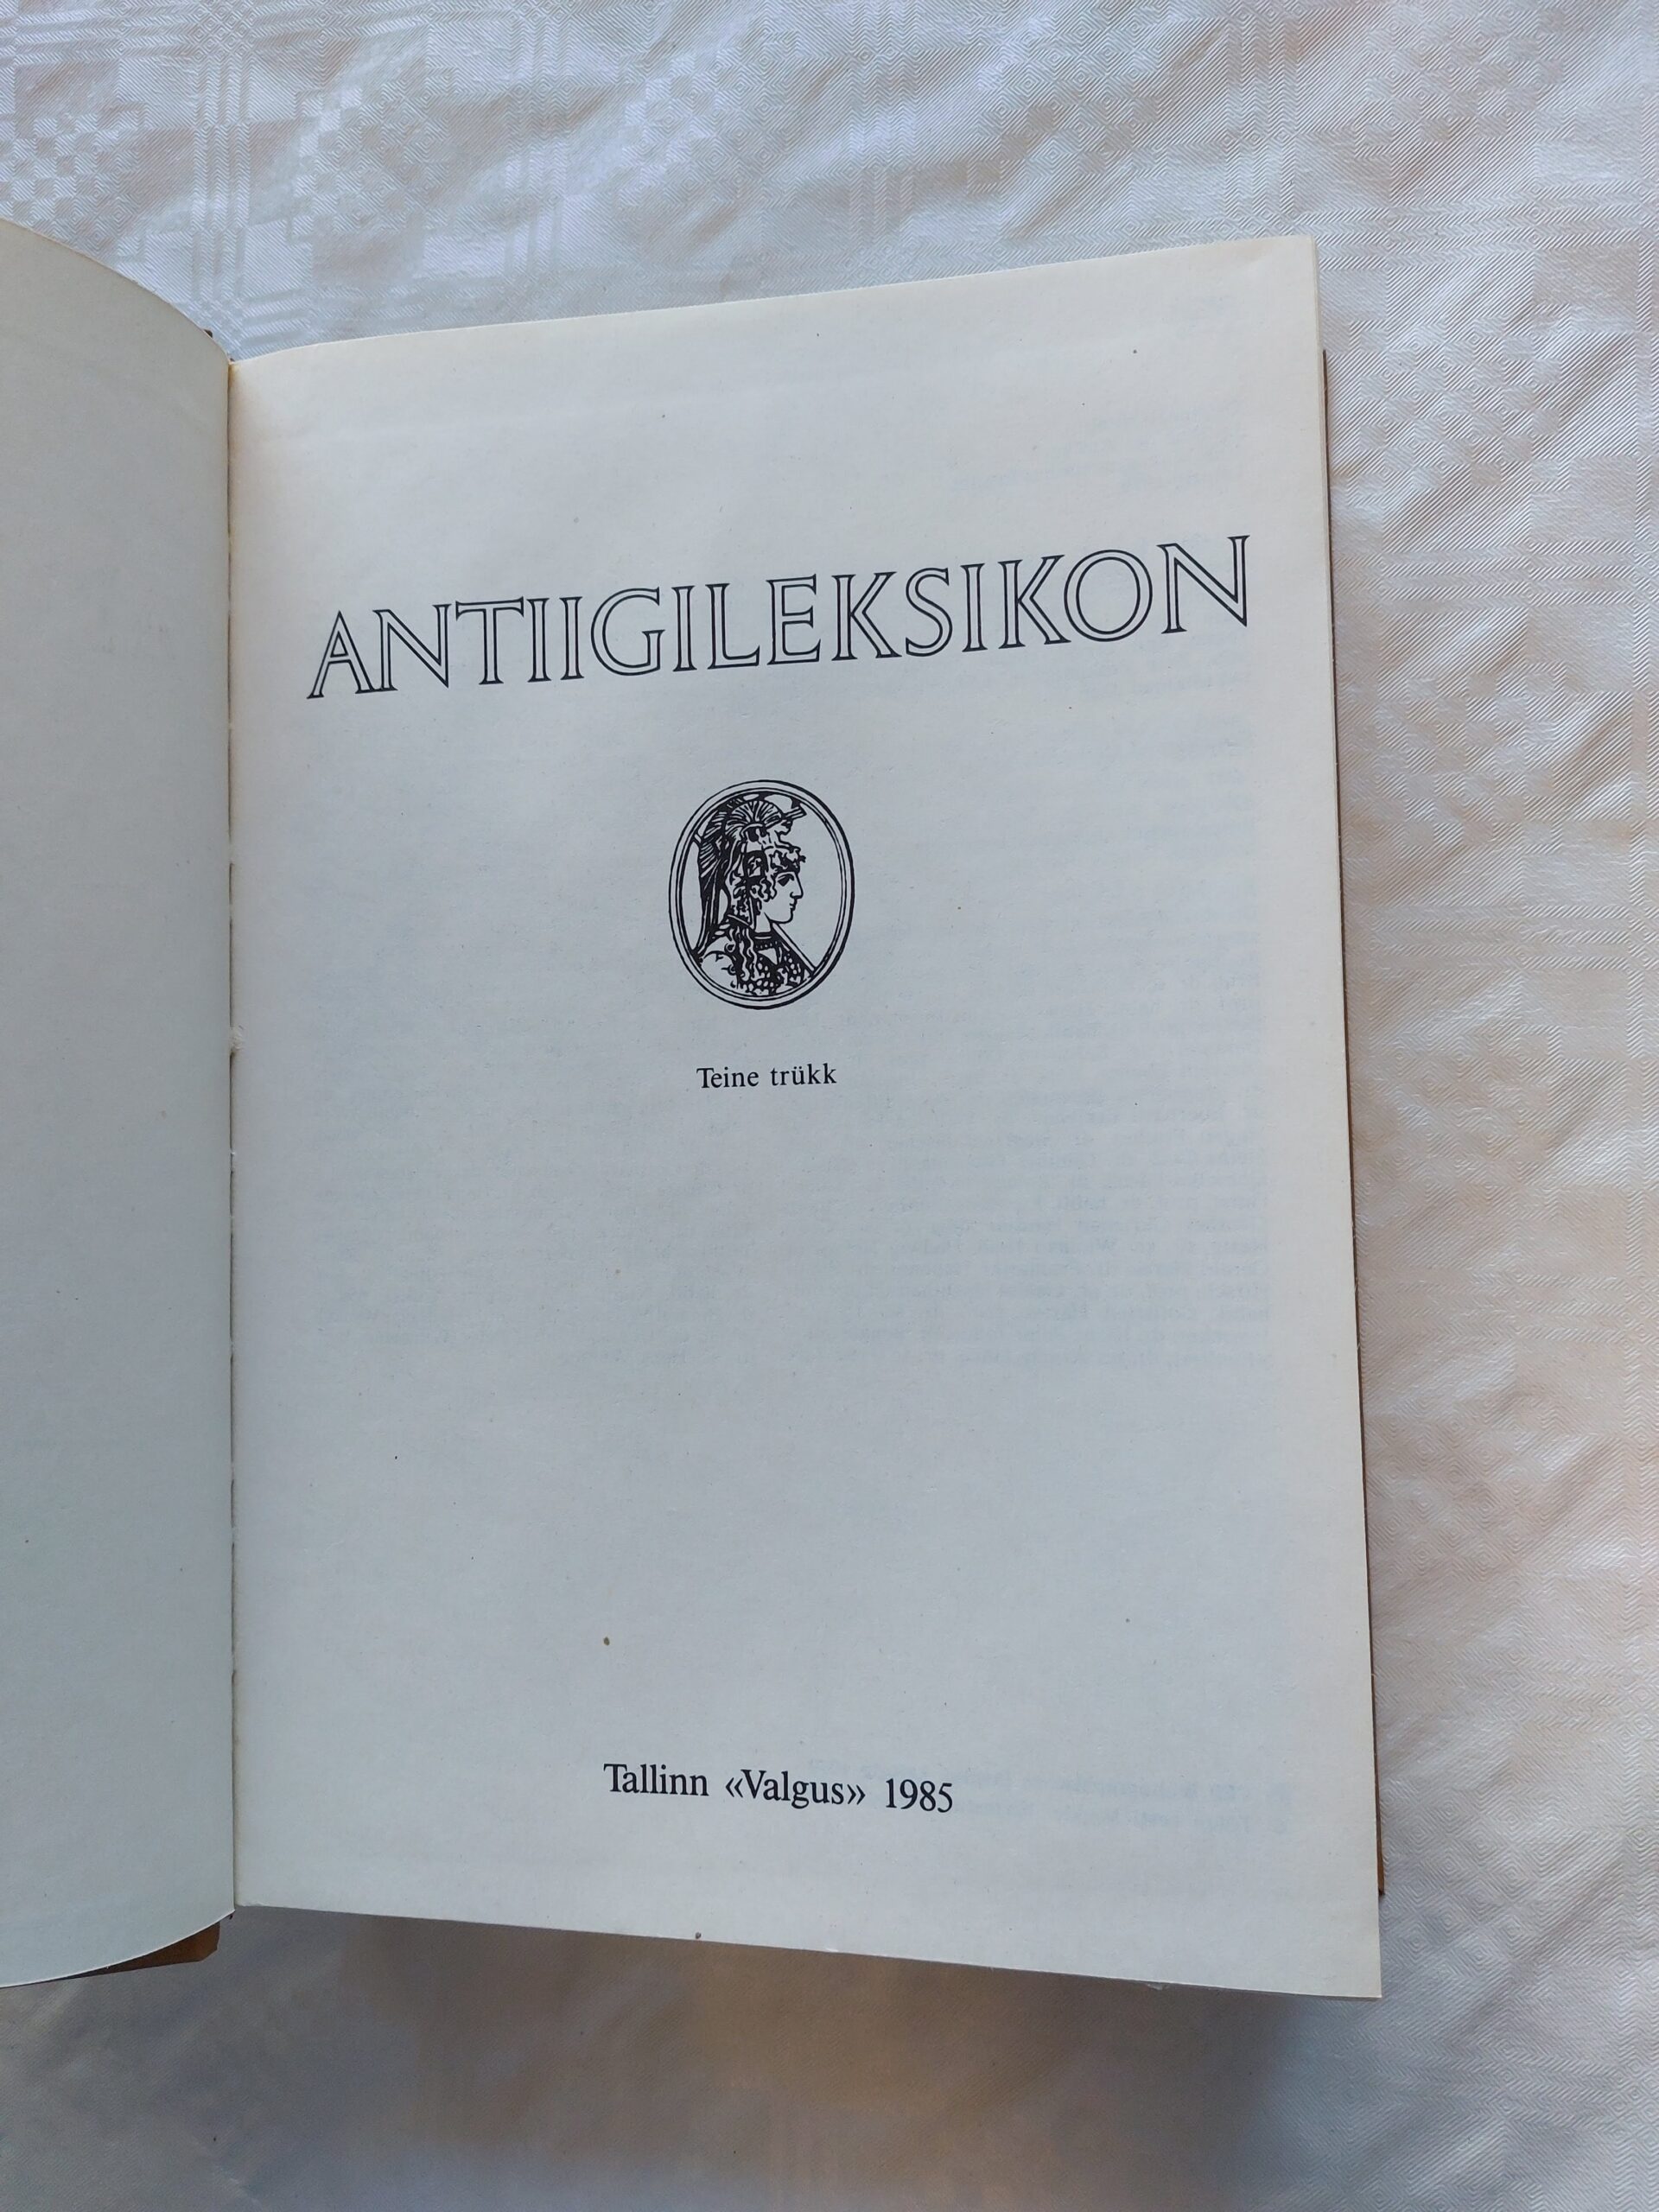 ANTIIGILEKSIKON
Teine trükk
Tallinn «Valgus» 1985